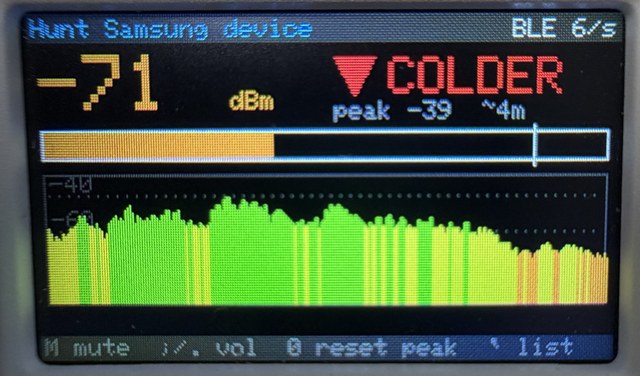 Hunt Samsung device BLE 6/s
-71 dBm ▼COLDER
peak -39 ~4m
-40
-60
M mute ;/. vol 0 reset peak ` list